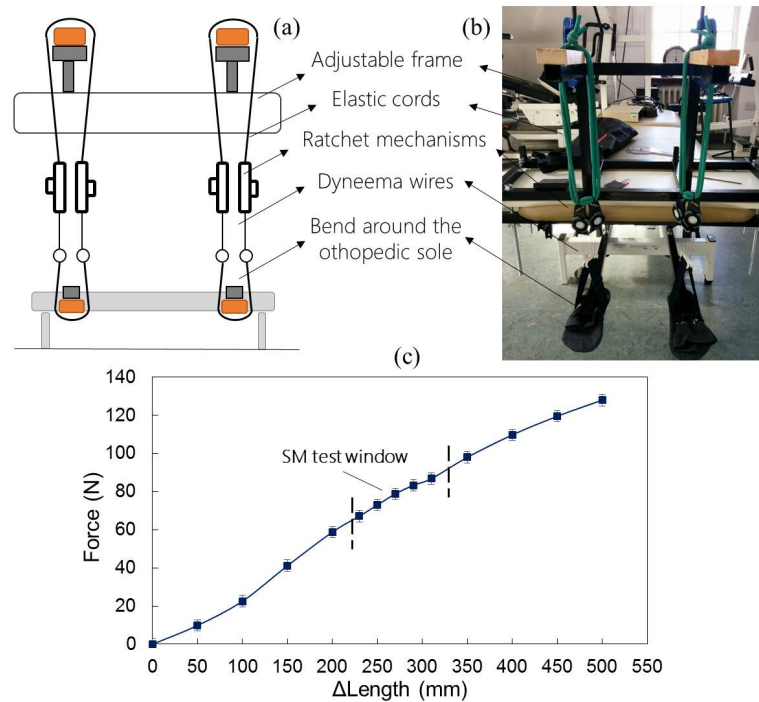 (a)
(b)
Adjustable frame
Elastic cords
Ratchet mechanisms
Dyneema wires
Bend around the
othopedic sole
(c)
140
120
100
80
60
40
20
0
Force (N)
SM test window
0 50 100 150 200 250 300 350 400 450 500 550
ΔLength (mm)